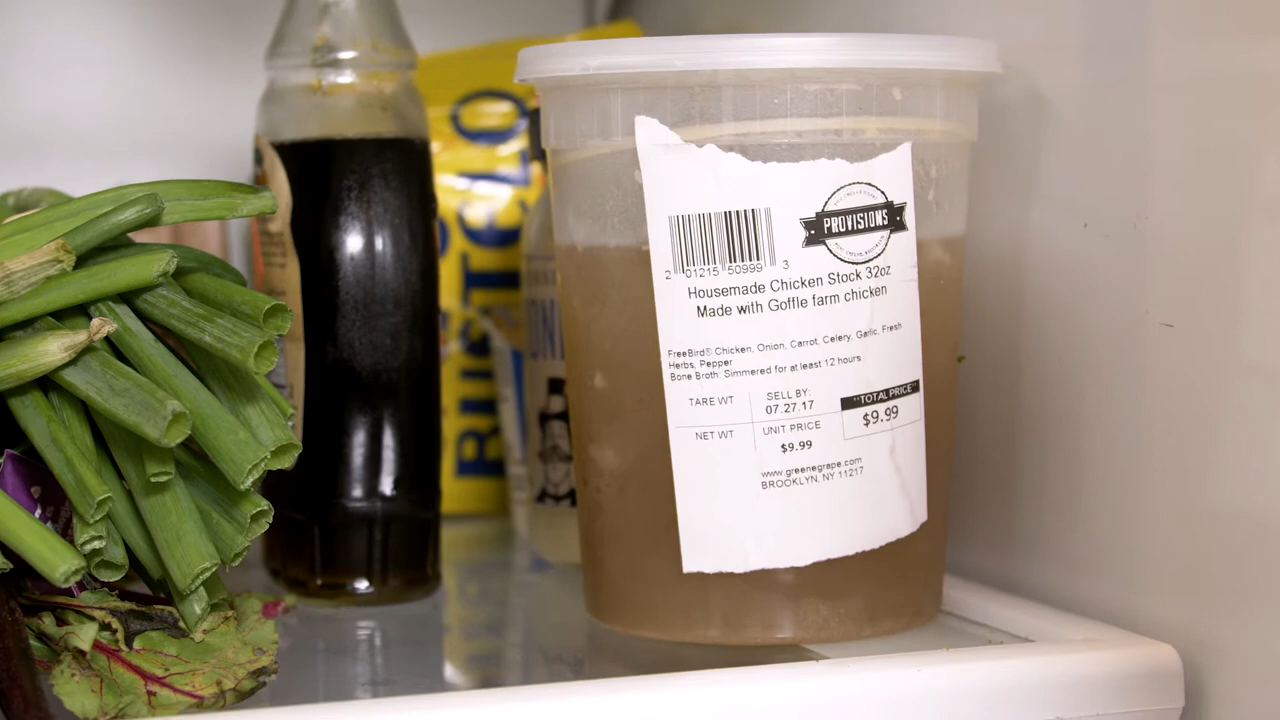 BUSTELO
PROVISIONS
2 01215 50999 3
Housemade Chicken Stock 32oz
Made with Goffle farm chicken
FreeBird® Chicken, Onion, Carrot, Celery, Garlic, Fresh
Herbs, Pepper
Bone Broth: Simmered for at least 12 hours
TARE WT
SELL BY:
07.27.17
**TOTAL PRICE**
$9.99
NET WT
UNIT PRICE
$9.99
www.greenegrape.com
BROOKLYN, NY 11217